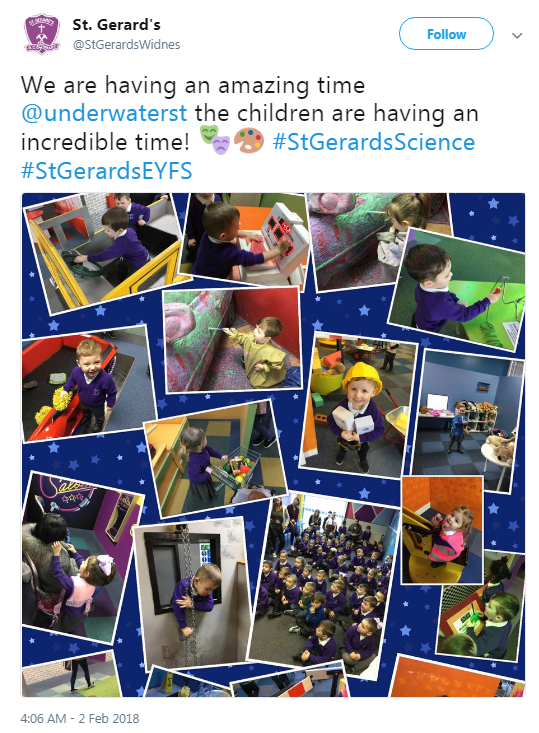 St. Gerard's
@StGerardsWidnes
Follow
We are having an amazing time
@underwaterst the children are having an
incredible time! 🎭🎨 #StGerardsScience
#StGerardsEYFS
Salon
4:06 AM - 2 Feb 2018